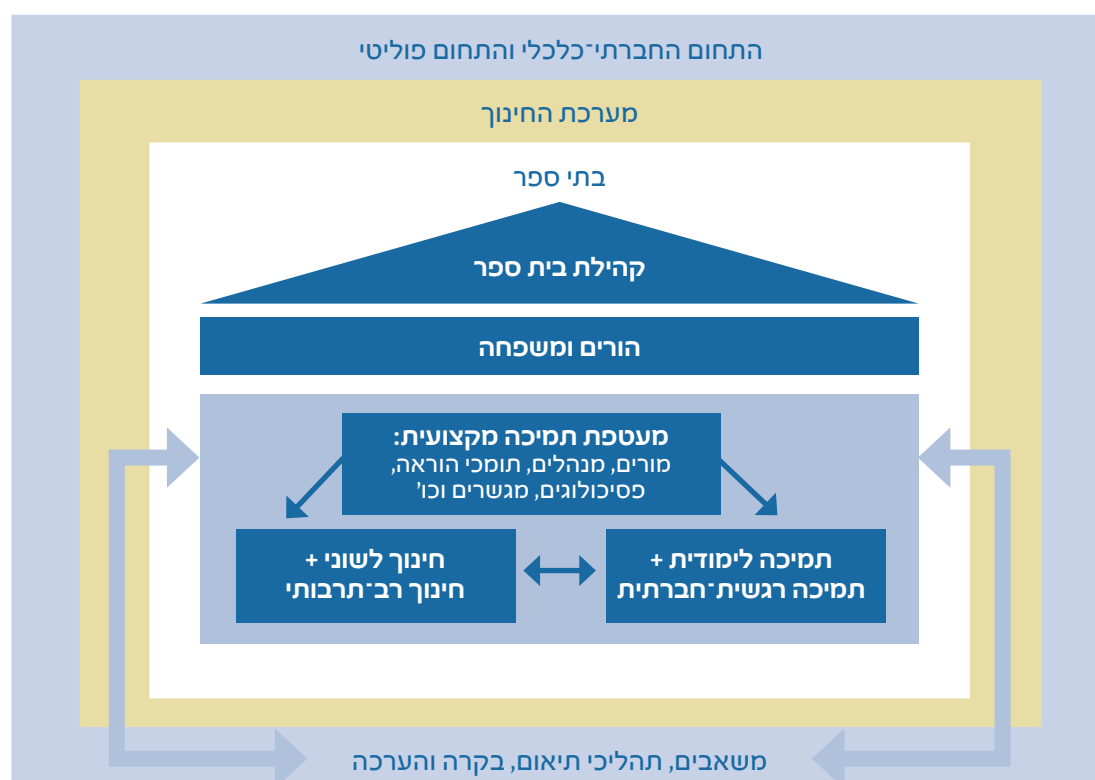 התחום החברתי־כלכלי והתחום פוליטי
מערכת החינוך
בתי ספר
קהילת בית ספר
הורים ומשפחה
מעטפת תמיכה מקצועית:
מורים, מנהלים, תומכי הוראה,
פסיכולוגים, מגשרים וכו'
תמיכה לימודית +
תמיכה רגשית־חברתית
חינוך לשוני +
חינוך רב־תרבותי
משאבים, תהליכי תיאום, בקרה והערכה